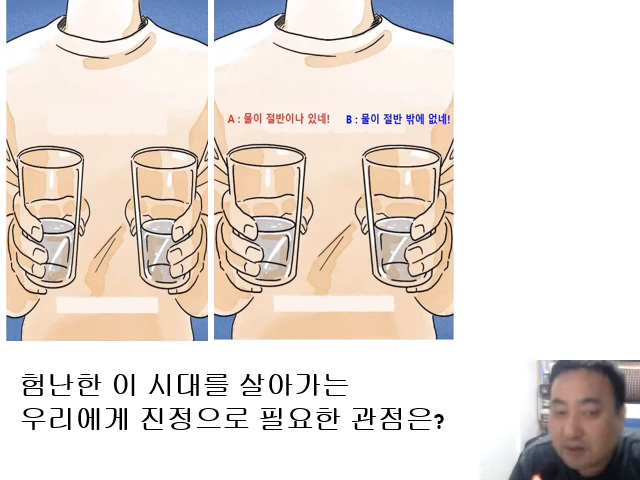 A : 물이 절반이나 있네!
B : 물이 절반 밖에 없네!
험난한 이 시대를 살아가는
우리에게 진정으로 필요한 관점은?